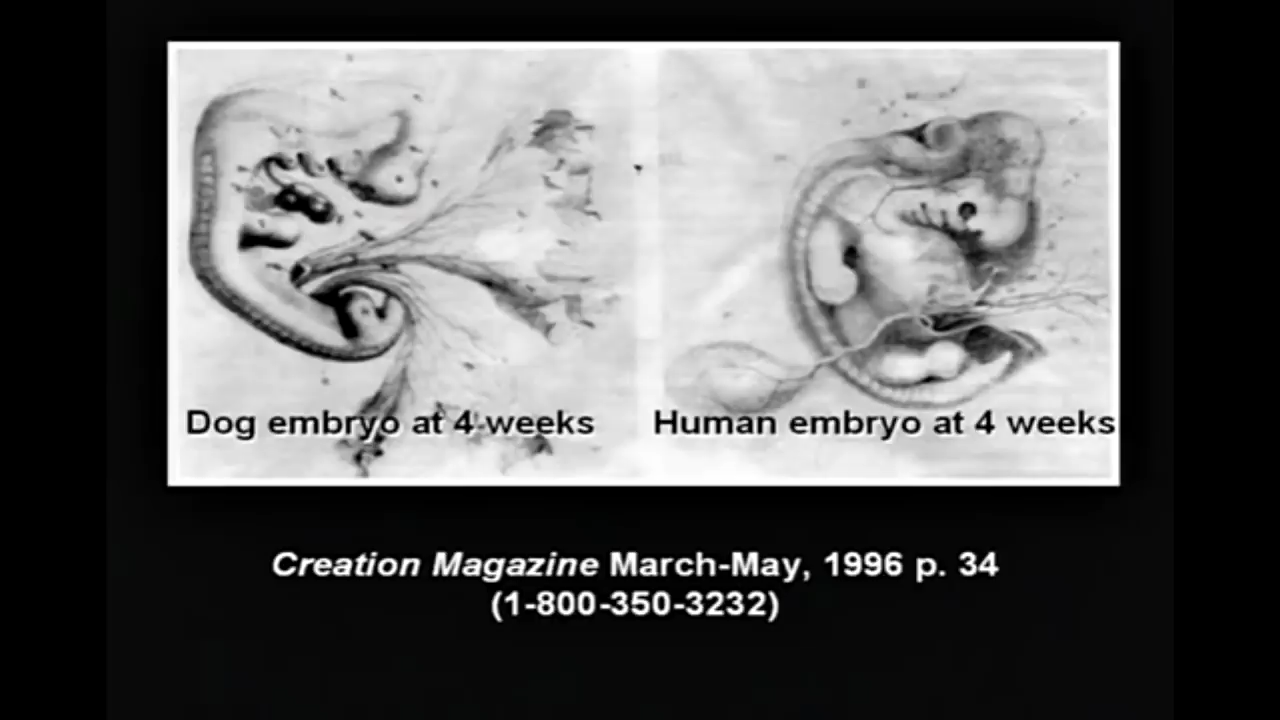 Dog embryo at 4 weeks
Human embryo at 4 weeks
Creation Magazine March-May, 1996 p. 34
(1-800-350-3232)